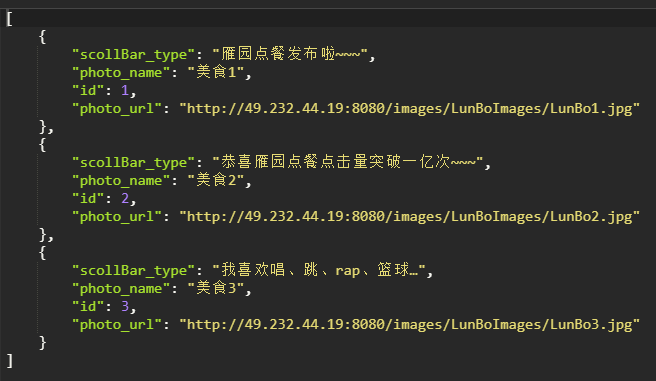 [
    {
        "scollBar_type": "雁园点餐发布啦~~~",
        "photo_name": "美食1",
        "id": 1,
        "photo_url": "http://49.232.44.19:8080/images/LunBoImages/LunBo1.jpg"
    },
    {
        "scollBar_type": "恭喜雁园点餐点击量突破一亿次~~~",
        "photo_name": "美食2",
        "id": 2,
        "photo_url": "http://49.232.44.19:8080/images/LunBoImages/LunBo2.jpg"
    },
    {
        "scollBar_type": "我喜欢唱、跳、rap、篮球…",
        "photo_name": "美食3",
        "id": 3,
        "photo_url": "http://49.232.44.19:8080/images/LunBoImages/LunBo3.jpg"
    }
]